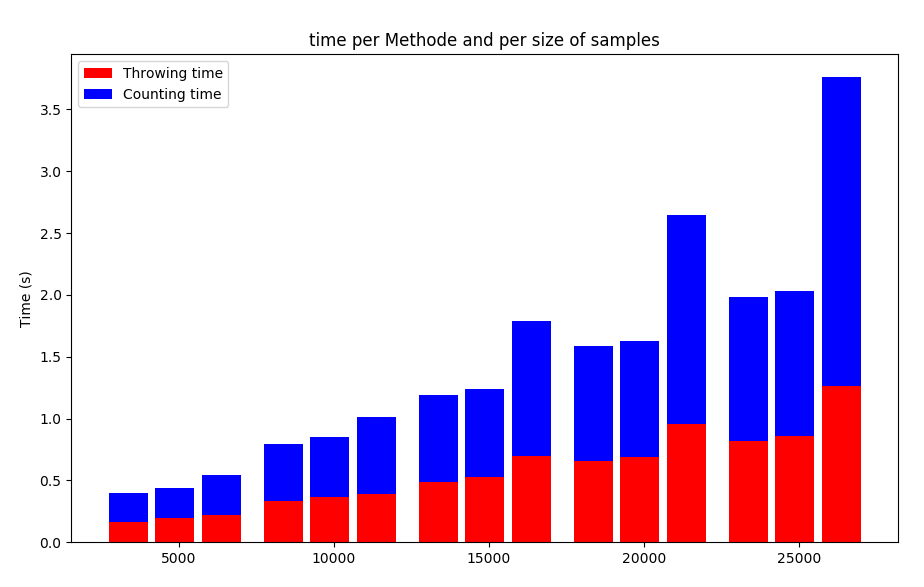 time per Methode and per size of samples
Throwing time
Counting time
Time (s)
3.5
3.0
2.5
2.0
1.5
1.0
0.5
0.0
5000 10000 15000 20000 25000